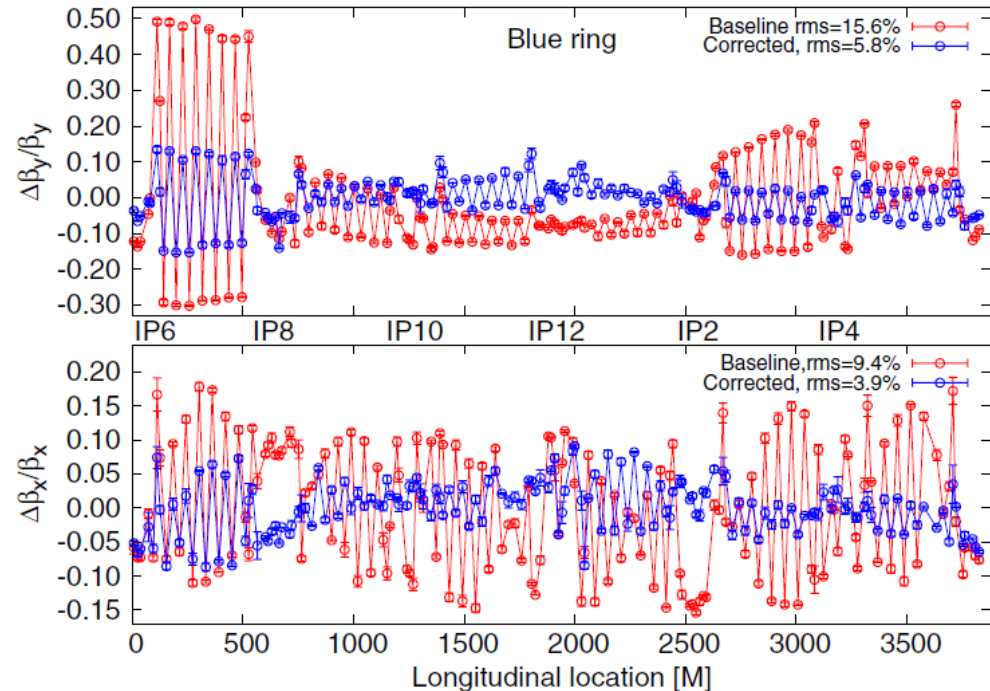 Blue ring
Baseline rms=15.6%
Corrected, rms=5.8%
Δβy/βy
0.50
0.40
0.30
0.20
0.10
0.00
-0.10
-0.20
-0.30
IP6 IP8 IP10 IP12 IP2 IP4
Baseline,rms=9.4%
Corrected, rms=3.9%
Δβx/βx
0.20
0.15
0.10
0.05
0.00
-0.05
-0.10
-0.15
0 500 1000 1500 2000 2500 3000 3500
Longitudinal location [M]